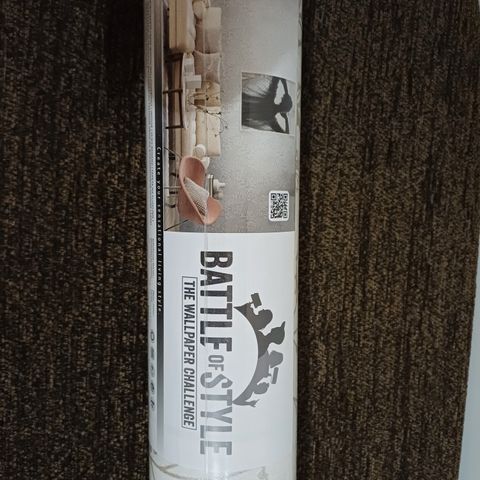 BATTLE
OF STYLE
THE WALLPAPER CHALLENGE
Create your sensational living style.